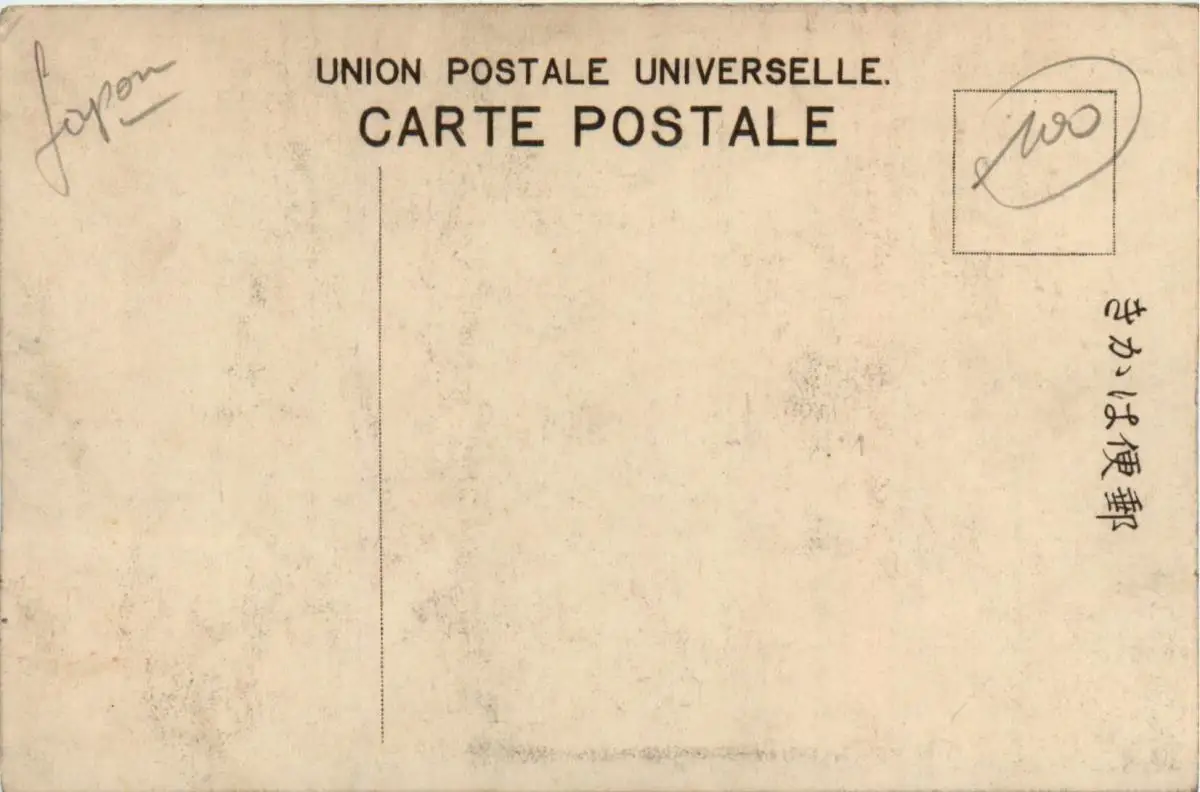 Japon
UNION POSTALE UNIVERSELLE.
CARTE POSTALE
100
きかは便郵